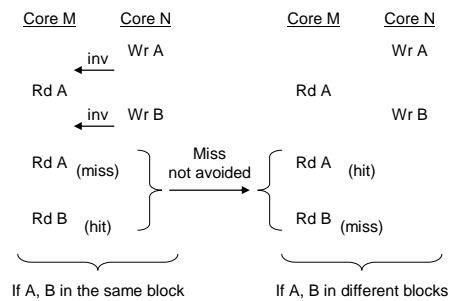 Core M Core N Core M Core N
Wr A Wr A
inv
Rd A Rd A
inv Wr B Wr B
Rd A (miss) Miss not avoided Rd A (hit)
Rd B (hit) Rd B (miss)
If A, B in the same block If A, B in different blocks